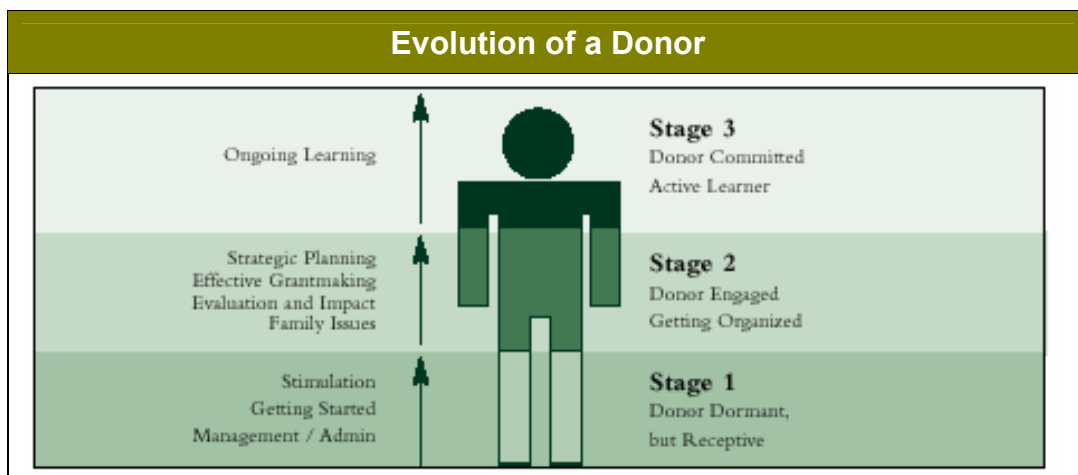 Evolution of a Donor
Ongoing Learning
Stage 3
Donor Committed
Active Learner
Strategic Planning
Effective Grantmaking
Evaluation and Impact
Family Issues
Stage 2
Donor Engaged
Getting Organized
Stimulation
Getting Started
Management / Admin
Stage 1
Donor Dormant,
but Receptive